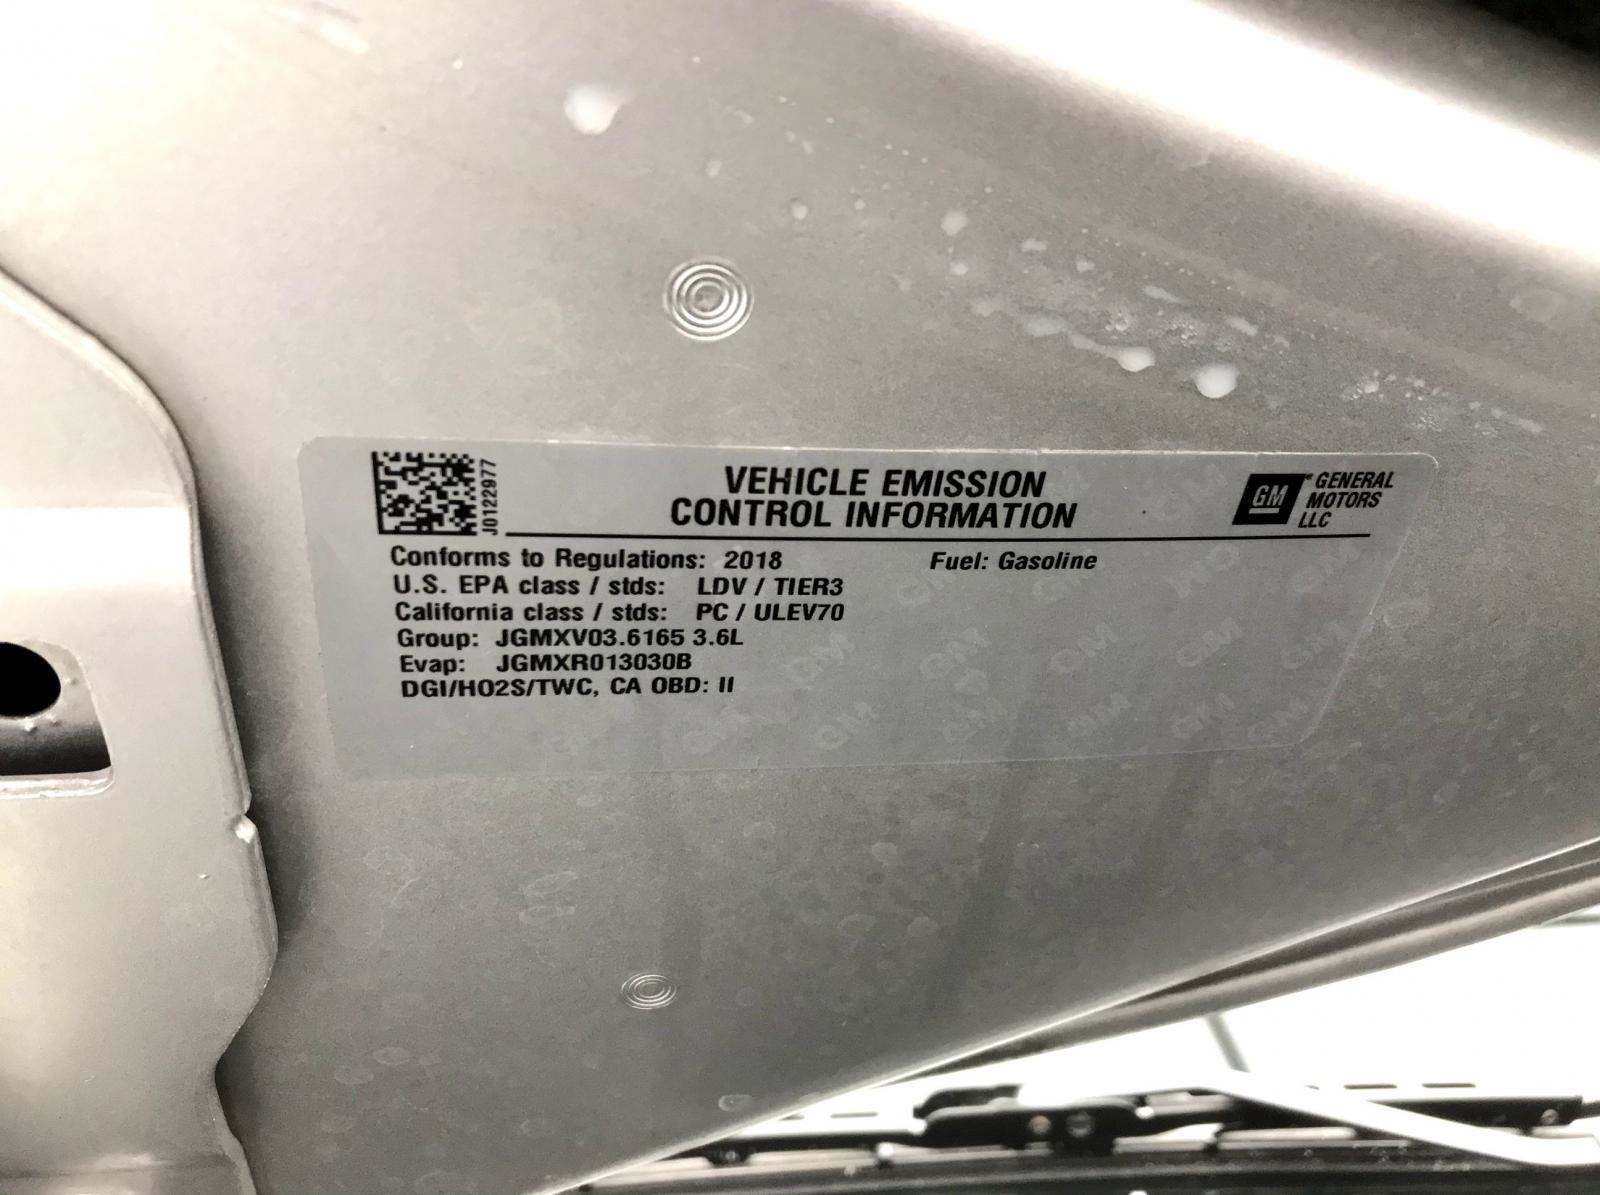 J0122977
VEHICLE EMISSION
CONTROL INFORMATION
GM
GENERAL
MOTORS
LLC
Conforms to Regulations: 2018 Fuel: Gasoline
U.S. EPA class / stds: LDV / TIER3
California class / stds: PC / ULEV70
Group: JGMXV03.6165 3.6L
Evap: JGMXR013030B
DGI/HO2S/TWC, CA OBD: II